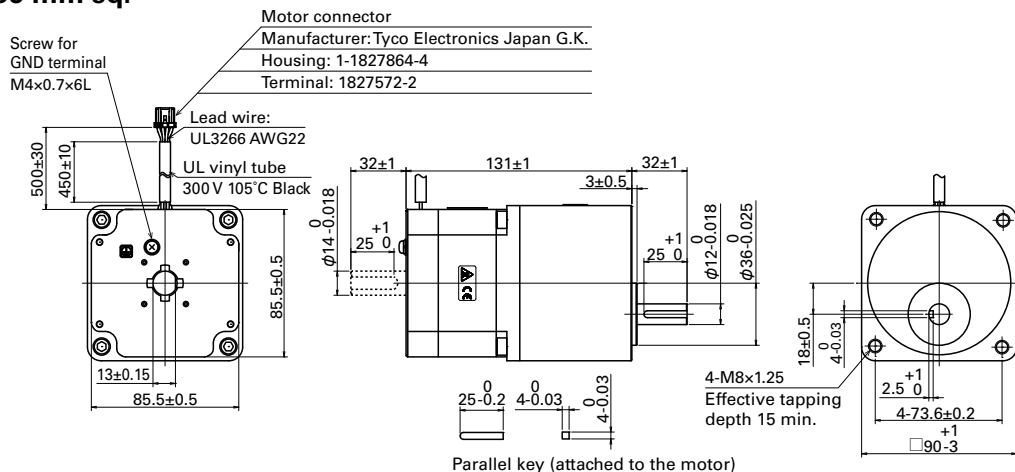 Motor connector
Manufacturer: Tyco Electronics Japan G.K.
Housing: 1-1827864-4
Terminal: 1827572-2
Screw for
GND terminal
M4×0.7×6L
Lead wire:
UL3266 AWG22
UL vinyl tube
300 V 105°C Black
500±30
450±10
85.5±0.5
13±0.15
85.5±0.5
32±1
131±1
32±1
3±0.5
0
ϕ14-0.018
+1
25 0
+1
25 0
0
ϕ12-0.018
0
ϕ36-0.025
CE
0
25-0.2
0
4-0.03
0
4-0.03
Parallel key (attached to the motor)
18±0.5
0
4-0.03
4-M8×1.25
Effective tapping
depth 15 min.
+1
2.5 0
4-73.6±0.2
+1
□90-3